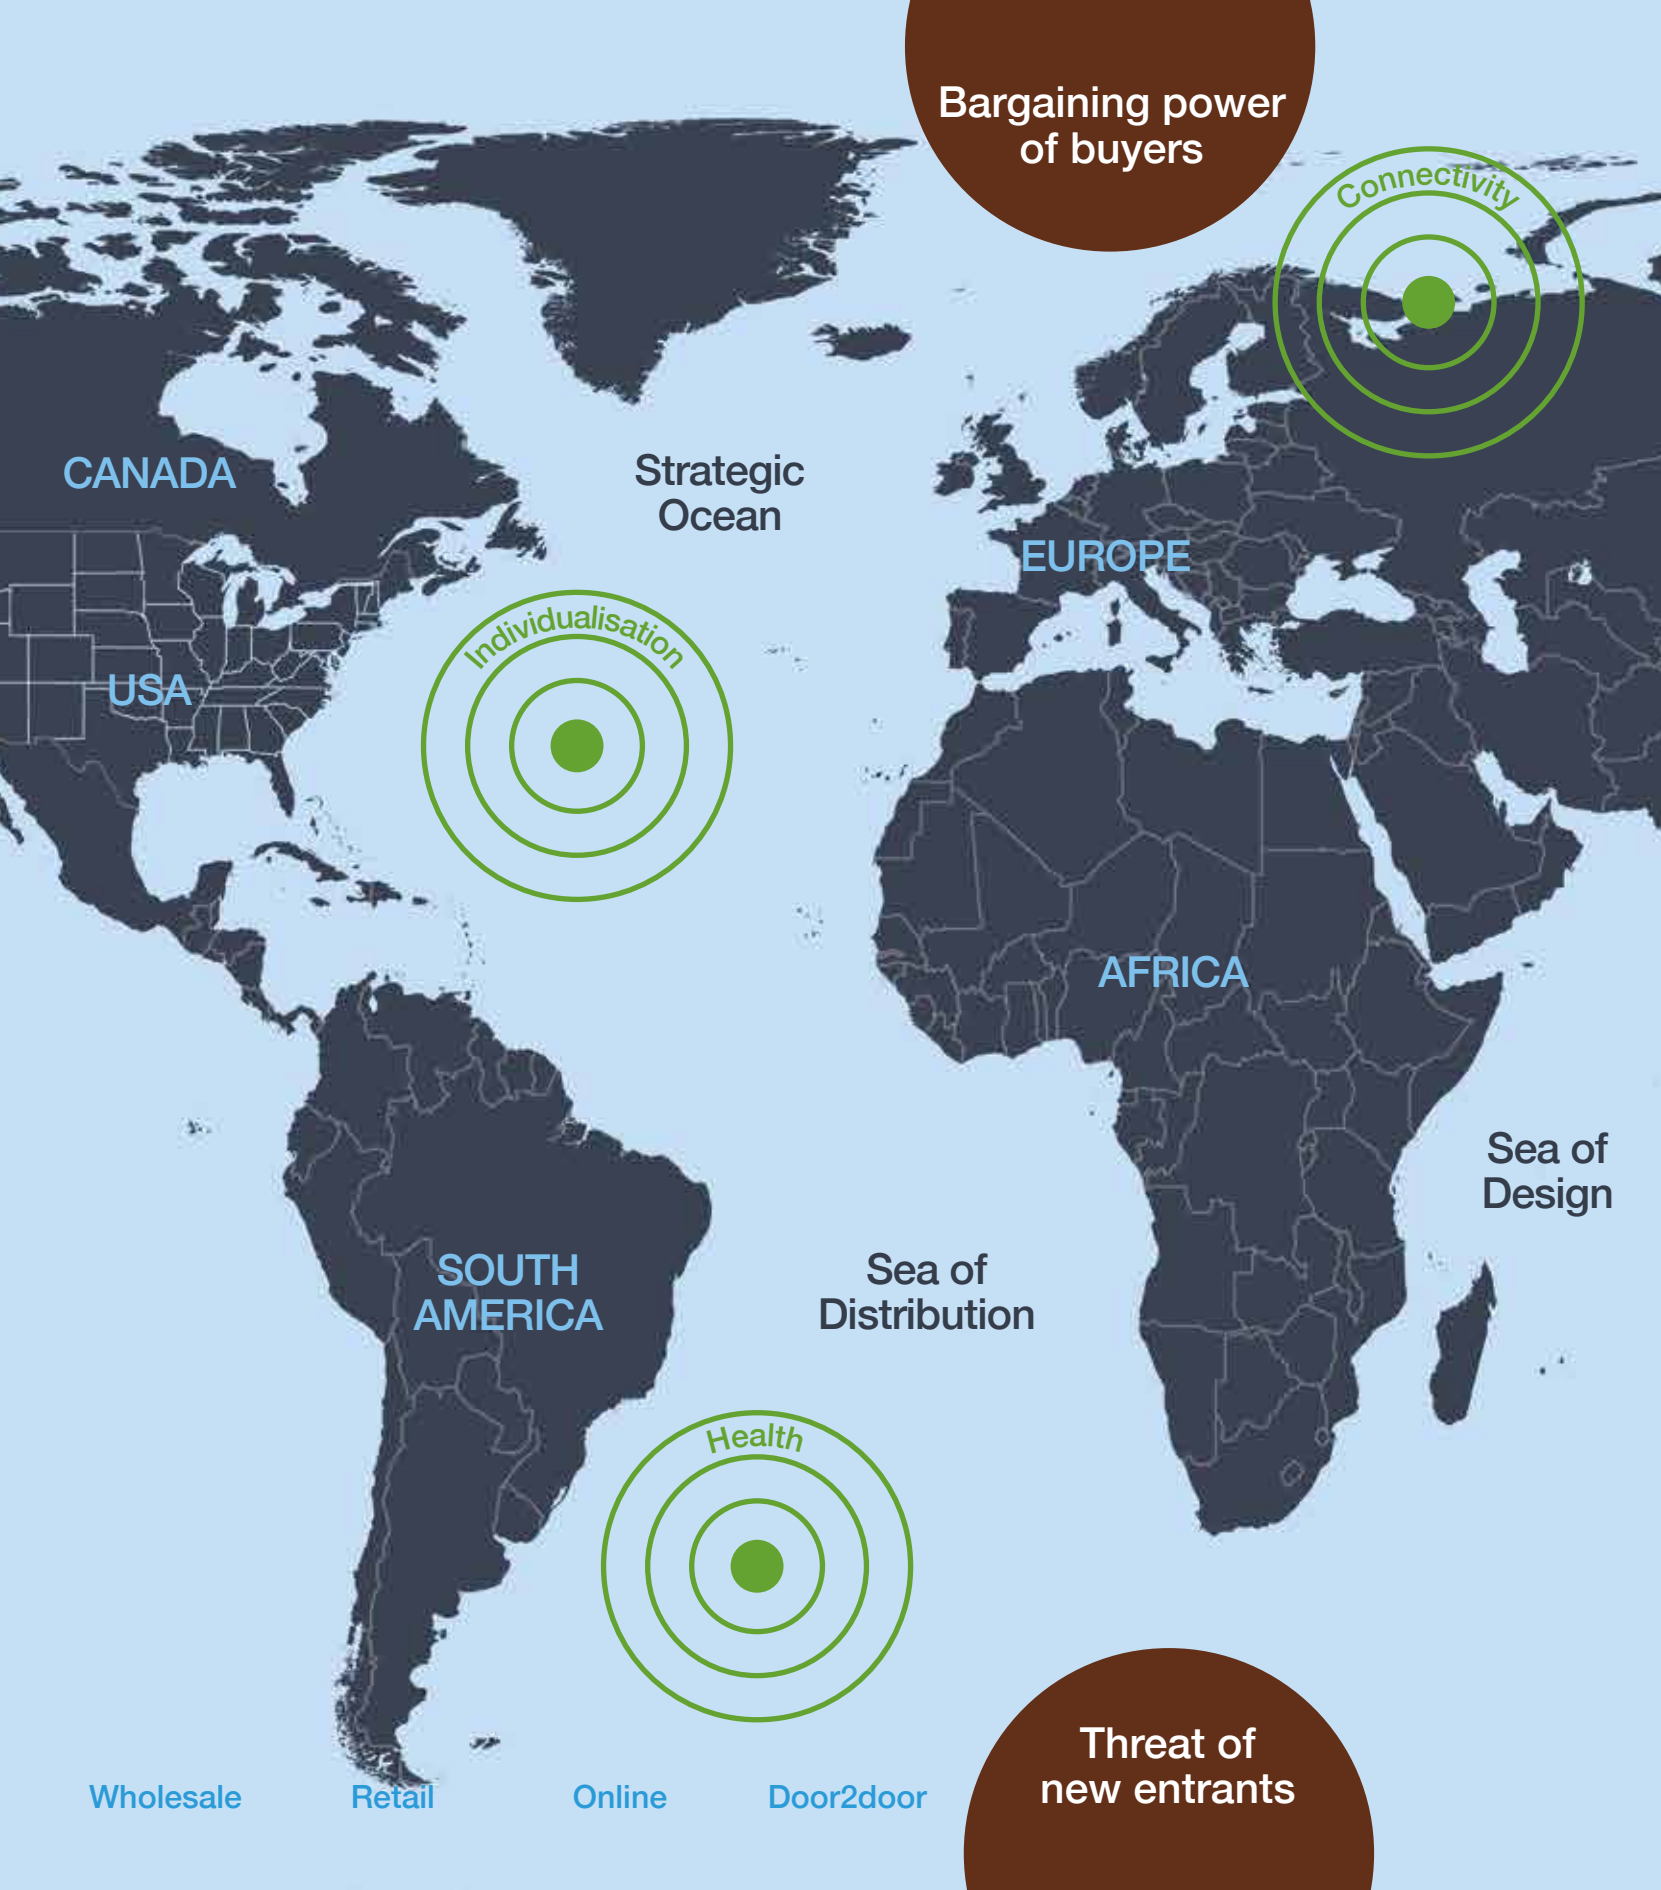 Bargaining power
of buyers
Connectivity
CANADA
Strategic
Ocean
EUROPE
Individualisation
USA
AFRICA
Sea of
Design
SOUTH
AMERICA
Sea of
Distribution
Health
Threat of
new entrants
Wholesale
Retail
Online
Door2door